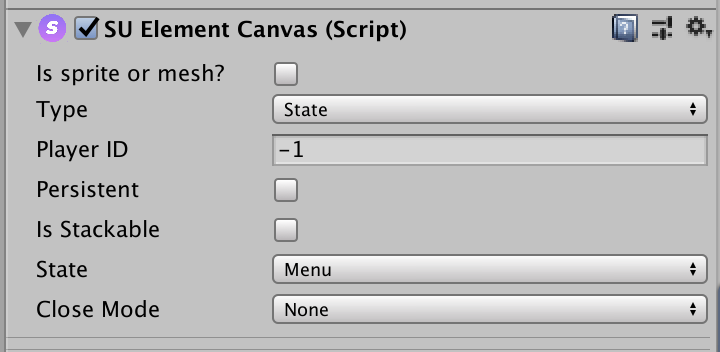 SU Element Canvas (Script)
Is sprite or mesh?
Type State
Player ID -1
Persistent
Is Stackable
State Menu
Close Mode None